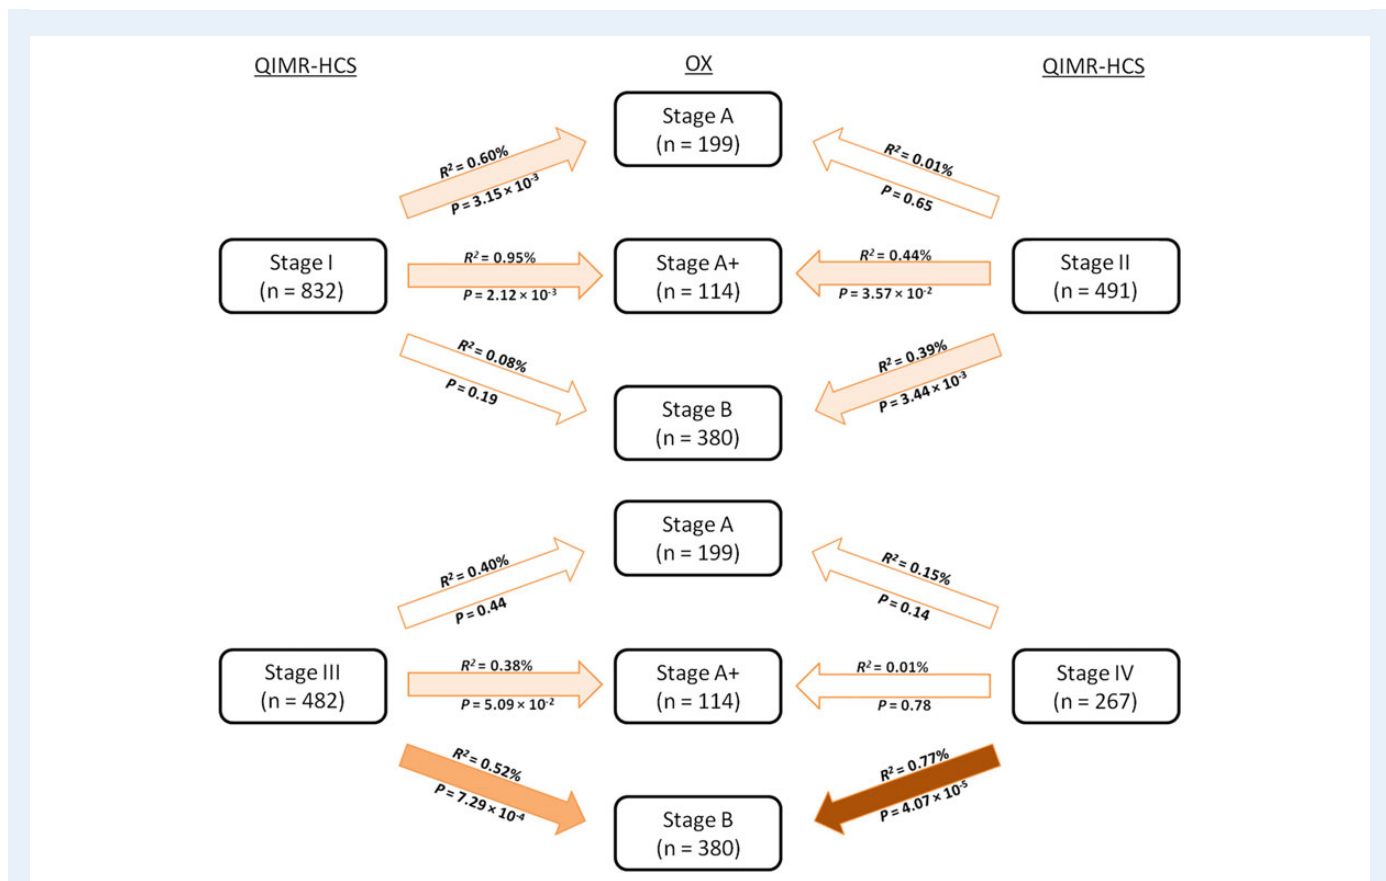 QIMR-HCS
OX
QIMR-HCS
Stage A
(n = 199)
R² = 0.60%
P = 3.15 × 10⁻³
R² = 0.01%
P = 0.65
Stage I
(n = 832)
R² = 0.95%
P = 2.12 × 10⁻³
Stage A+
(n = 114)
R² = 0.44%
P = 3.57 × 10⁻²
Stage II
(n = 491)
R² = 0.08%
P = 0.19
R² = 0.39%
P = 3.44 × 10⁻³
Stage B
(n = 380)
Stage A
(n = 199)
R² = 0.40%
P = 0.44
R² = 0.15%
P = 0.14
Stage III
(n = 482)
R² = 0.38%
P = 5.09 × 10⁻²
Stage A+
(n = 114)
R² = 0.01%
P = 0.78
Stage IV
(n = 267)
R² = 0.52%
P = 7.29 × 10⁻⁴
R² = 0.77%
P = 4.07 × 10⁻⁵
Stage B
(n = 380)